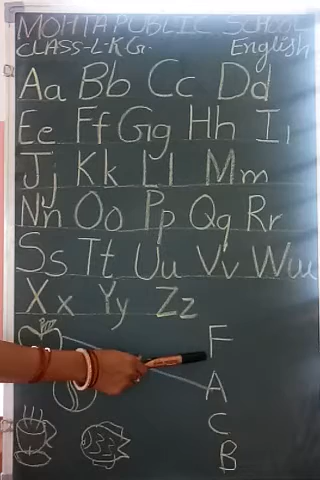 MOHTA PUBLIC SCHOOL
CLASS-L-K.G. English
Aa Bb Cc Dd
Ee Ff Gg Hh Ii
Jj Kk Ll Mm
Nn Oo Pp Qq Rr
Ss Tt Uu Vv Ww
Xx Yy Zz
F
A
C
B